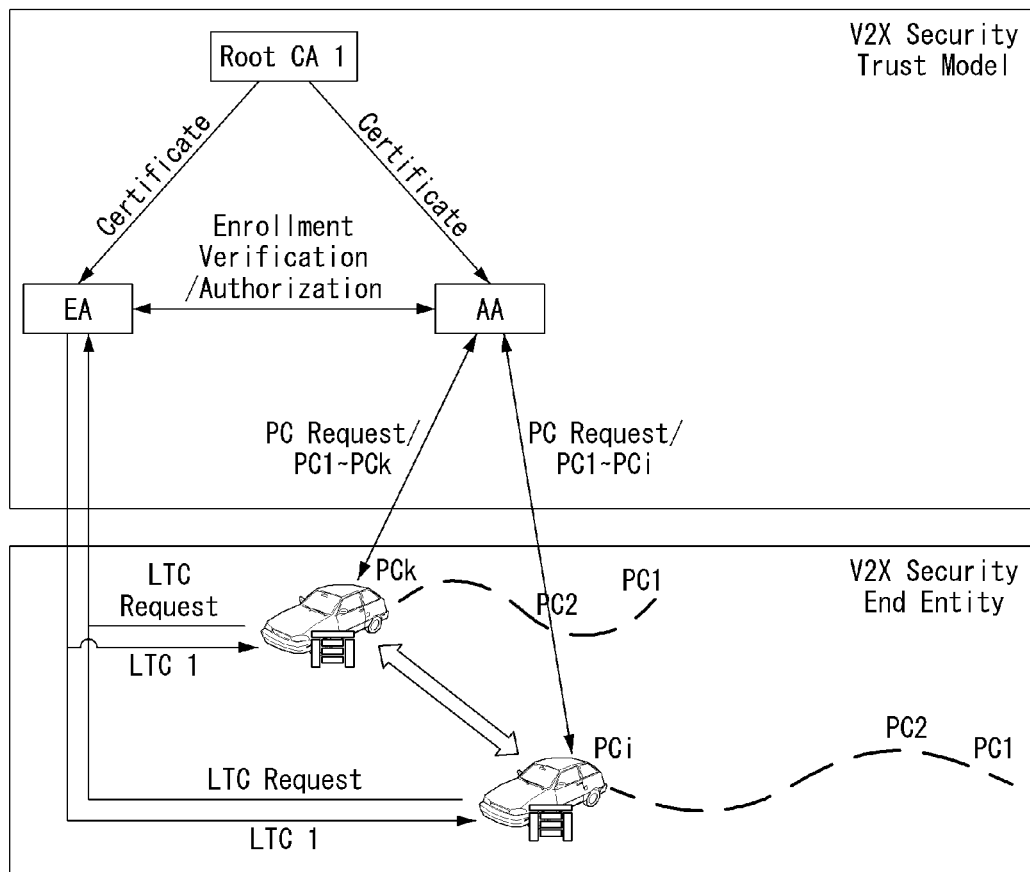 V2X Security
Trust Model
Root CA 1
Certificate
Certificate
Enrollment
Verification
/Authorization
EA
AA
PC Request/
PC1~PCk
PC Request/
PC1~PCi
V2X Security
End Entity
LTC
Request
LTC 1
PCk
PC2
PC1
LTC Request
LTC 1
PCi
PC2
PC1